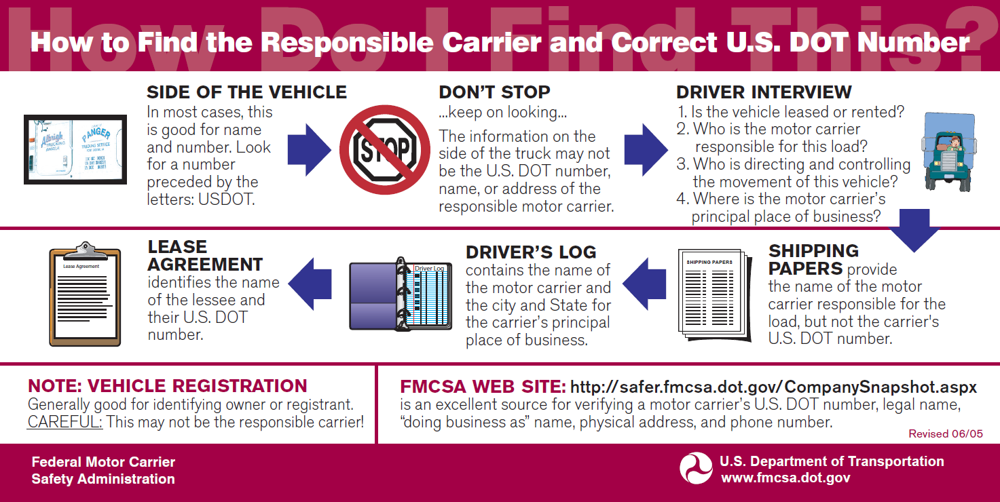 How Do I Find This?
How to Find the Responsible Carrier and Correct U.S. DOT Number
SIDE OF THE VEHICLE
In most cases, this
is good for name
and number. Look
for a number
preceded by the
letters: USDOT.
Albrigh
TRUCKING
RANGER
TRUCKING SERVICE
STOP
DON'T STOP
...keep on looking...
The information on the
side of the truck may not
be the U.S. DOT number,
name, or address of the
responsible motor carrier.
DRIVER INTERVIEW
1. Is the vehicle leased or rented?
2. Who is the motor carrier
responsible for this load?
3. Who is directing and controlling
the movement of this vehicle?
4. Where is the motor carrier's
principal place of business?
SHIPPING
PAPERS provide
the name of the motor
carrier responsible for the
load, but not the carrier's
U.S. DOT number.
SHIPPING PAPERS
DRIVER'S LOG
contains the name of
the motor carrier and
the city and State for
the carrier's principal
place of business.
Driver Log
LEASE
AGREEMENT
identifies the name
of the lessee and
their U.S. DOT
number.
Lease Agreement
NOTE: VEHICLE REGISTRATION
Generally good for identifying owner or registrant.
CAREFUL: This may not be the responsible carrier!
FMCSA WEB SITE: http://safer.fmcsa.dot.gov/CompanySnapshot.aspx
is an excellent source for verifying a motor carrier's U.S. DOT number, legal name,
"doing business as" name, physical address, and phone number.
Revised 06/05
Federal Motor Carrier
Safety Administration
U.S. Department of Transportation
www.fmcsa.dot.gov